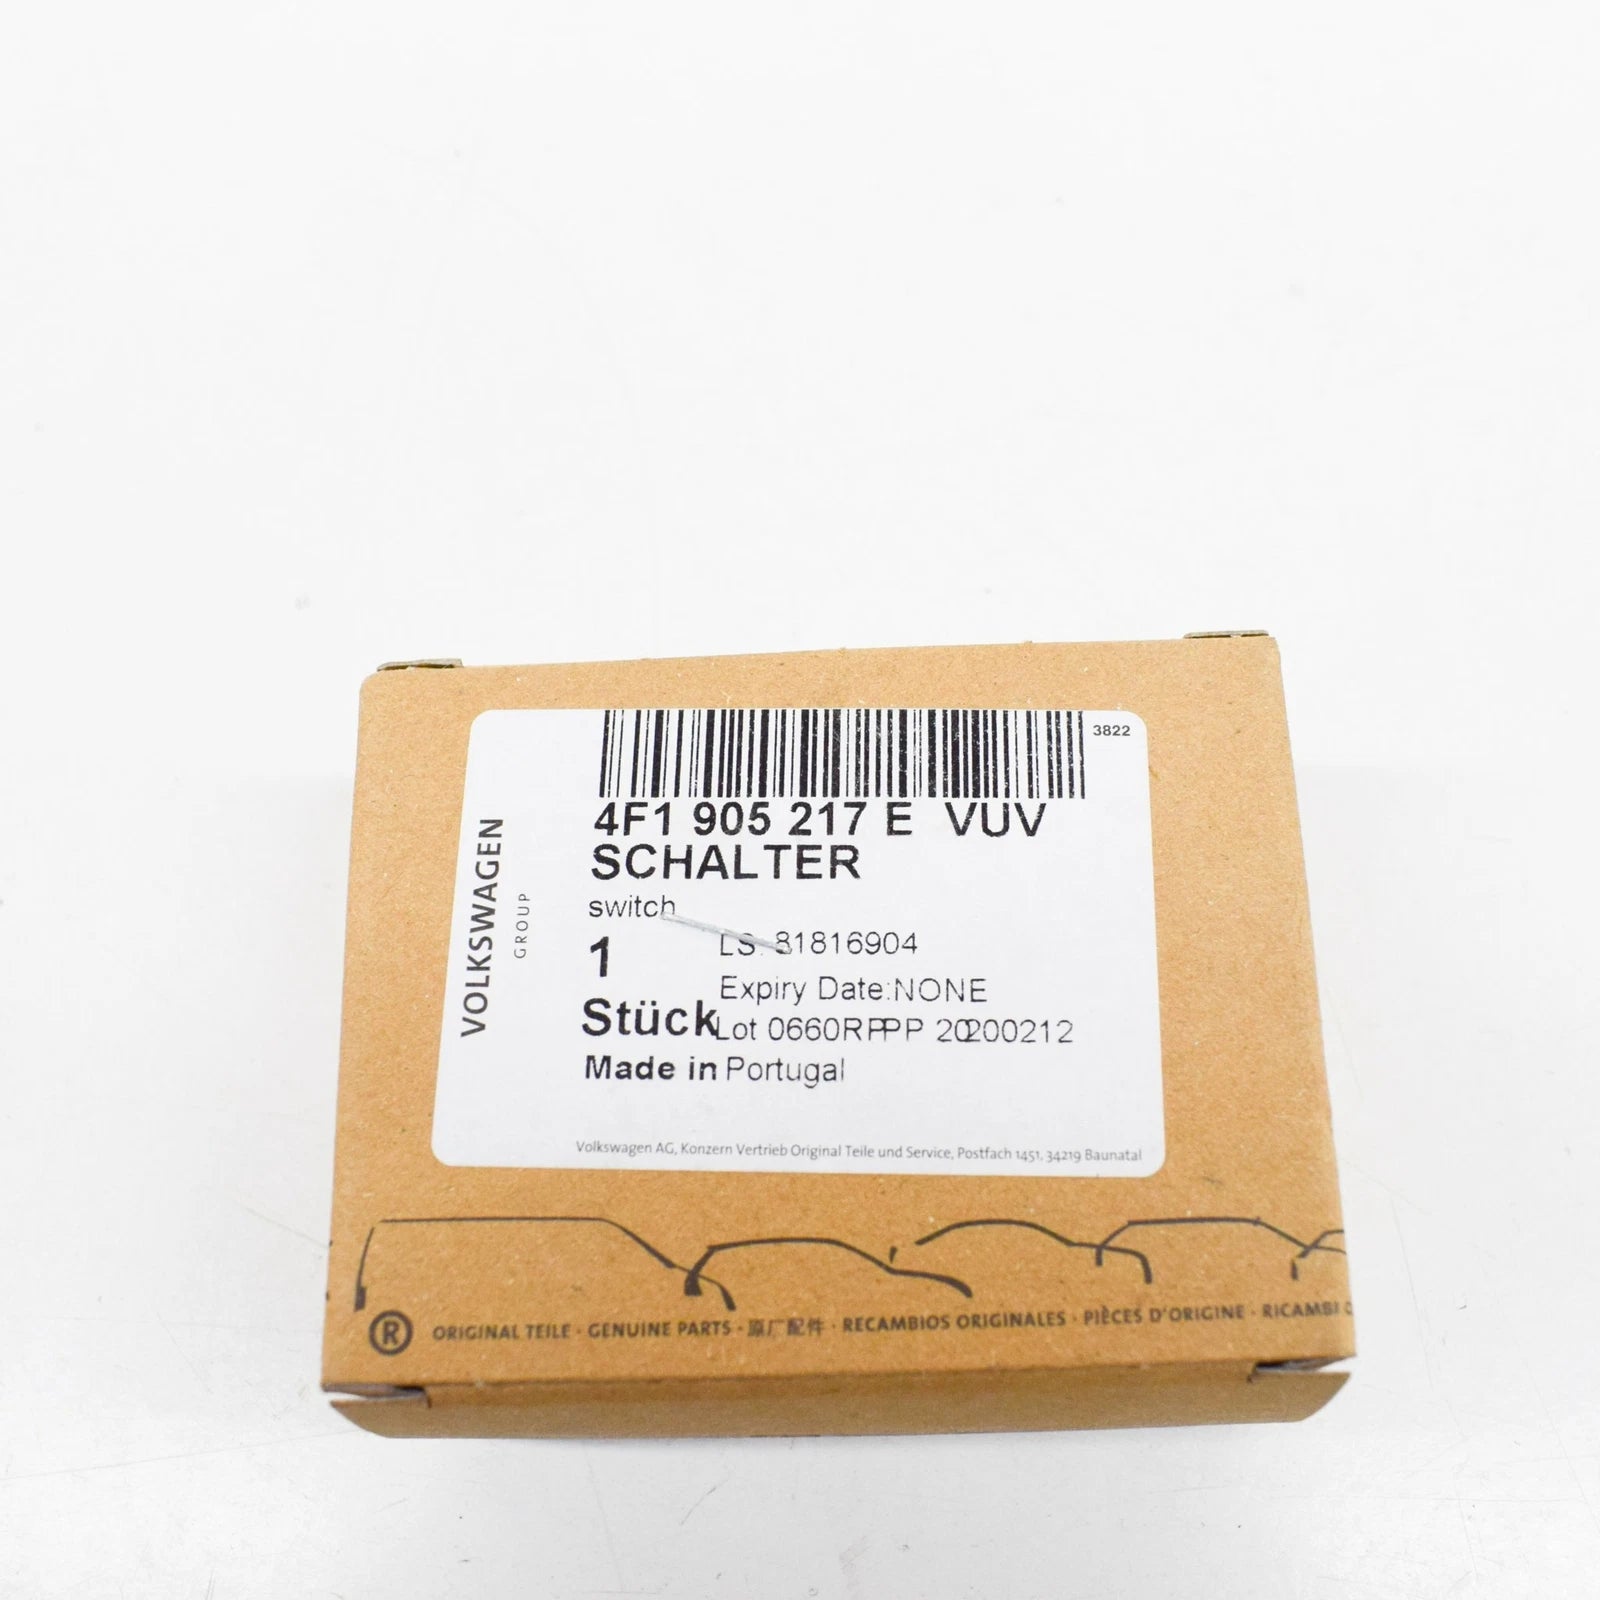 3822
4F1 905 217 E VUV
SCHALTER
switch
1
LS: 81816904
Expiry Date:NONE
Stück
Lot 0660RPPPP 20200212
Made in Portugal
VOLKSWAGEN
GROUP
Volkswagen AG, Konzern Vertrieb Original Teile und Service, Postfach 1451, 34219 Baunatal
® ORIGINAL TEILE · GENUINE PARTS · 原厂配件 · RECAMBIOS ORIGINALES · PIÈCES D'ORIGINE · RICAMBI